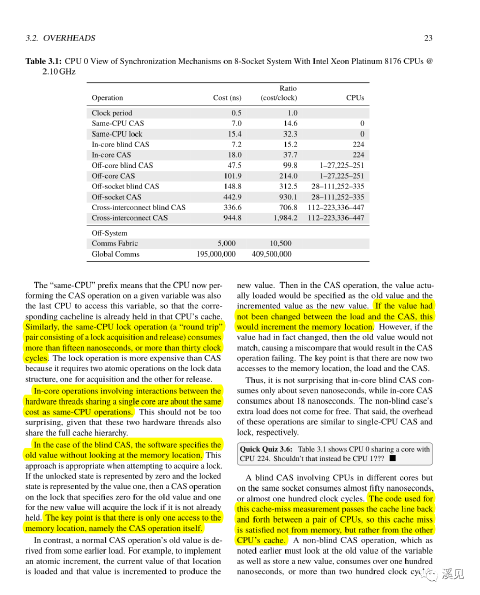 3.2. OVERHEADS
23
Table 3.1: CPU 0 View of Synchronization Mechanisms on 8-Socket System With Intel Xeon Platinum 8176 CPUs @
2.10 GHz
Ratio
Operation Cost (ns) (cost/clock) CPUs
Clock period 0.5 1.0
Same-CPU CAS 7.0 14.6 0
Same-CPU lock 15.4 32.3 0
In-core blind CAS 7.2 15.2 224
In-core CAS 18.0 37.7 224
Off-core blind CAS 47.5 99.8 1–27,225–251
Off-core CAS 101.9 214.0 1–27,225–251
Off-socket blind CAS 148.8 312.5 28–111,252–335
Off-socket CAS 442.9 930.1 28–111,252–335
Cross-interconnect blind CAS 336.6 706.8 112–223,336–447
Cross-interconnect CAS 944.8 1,984.2 112–223,336–447
Off-System
Comms Fabric 5,000 10,500
Global Comms 195,000,000 409,500,000
The “same-CPU” prefix means that the CPU now per-
forming the CAS operation on a given variable was also
the last CPU to access this variable, so that the corre-
sponding cacheline is already held in that CPU's cache.
Similarly, the same-CPU lock operation (a “round trip”
pair consisting of a lock acquisition and release) consumes
more than fifteen nanoseconds, or more than thirty clock
cycles. The lock operation is more expensive than CAS
because it requires two atomic operations on the lock data
structure, one for acquisition and the other for release.
In-core operations involving interactions between the
hardware threads sharing a single core are about the same
cost as same-CPU operations. This should not be too
surprising, given that these two hardware threads also
share the full cache hierarchy.
In the case of the blind CAS, the software specifies the
old value without looking at the memory location. This
approach is appropriate when attempting to acquire a lock.
If the unlocked state is represented by zero and the locked
state is represented by the value one, then a CAS operation
on the lock that specifies zero for the old value and one
for the new value will acquire the lock if it is not already
held. The key point is that there is only one access to the
memory location, namely the CAS operation itself.
In contrast, a normal CAS operation's old value is de-
rived from some earlier load. For example, to implement
an atomic increment, the current value of that location
is loaded and that value is incremented to produce the
new value. Then in the CAS operation, the value actu-
ally loaded would be specified as the old value and the
incremented value as the new value. If the value had
not been changed between the load and the CAS, this
would increment the memory location. However, if the
value had in fact changed, then the old value would not
match, causing a miscompare that would result in the CAS
operation failing. The key point is that there are now two
accesses to the memory location, the load and the CAS.
Thus, it is not surprising that in-core blind CAS con-
sumes only about seven nanoseconds, while in-core CAS
consumes about 18 nanoseconds. The non-blind case's
extra load does not come for free. That said, the overhead
of these operations are similar to single-CPU CAS and
lock, respectively.
Quick Quiz 3.6: Table 3.1 shows CPU 0 sharing a core with
CPU 224. Shouldn't that instead be CPU 1??? ■
A blind CAS involving CPUs in different cores but
on the same socket consumes almost fifty nanoseconds,
or almost one hundred clock cycles. The code used for
this cache-miss measurement passes the cache line back
and forth between a pair of CPUs, so this cache miss
is satisfied not from memory, but rather from the other
CPU's cache. A non-blind CAS operation, which as
noted earlier must look at the old value of the variable
as well as store a new value, consumes over one hundred
nanoseconds, or more than two hundred clock
溪见